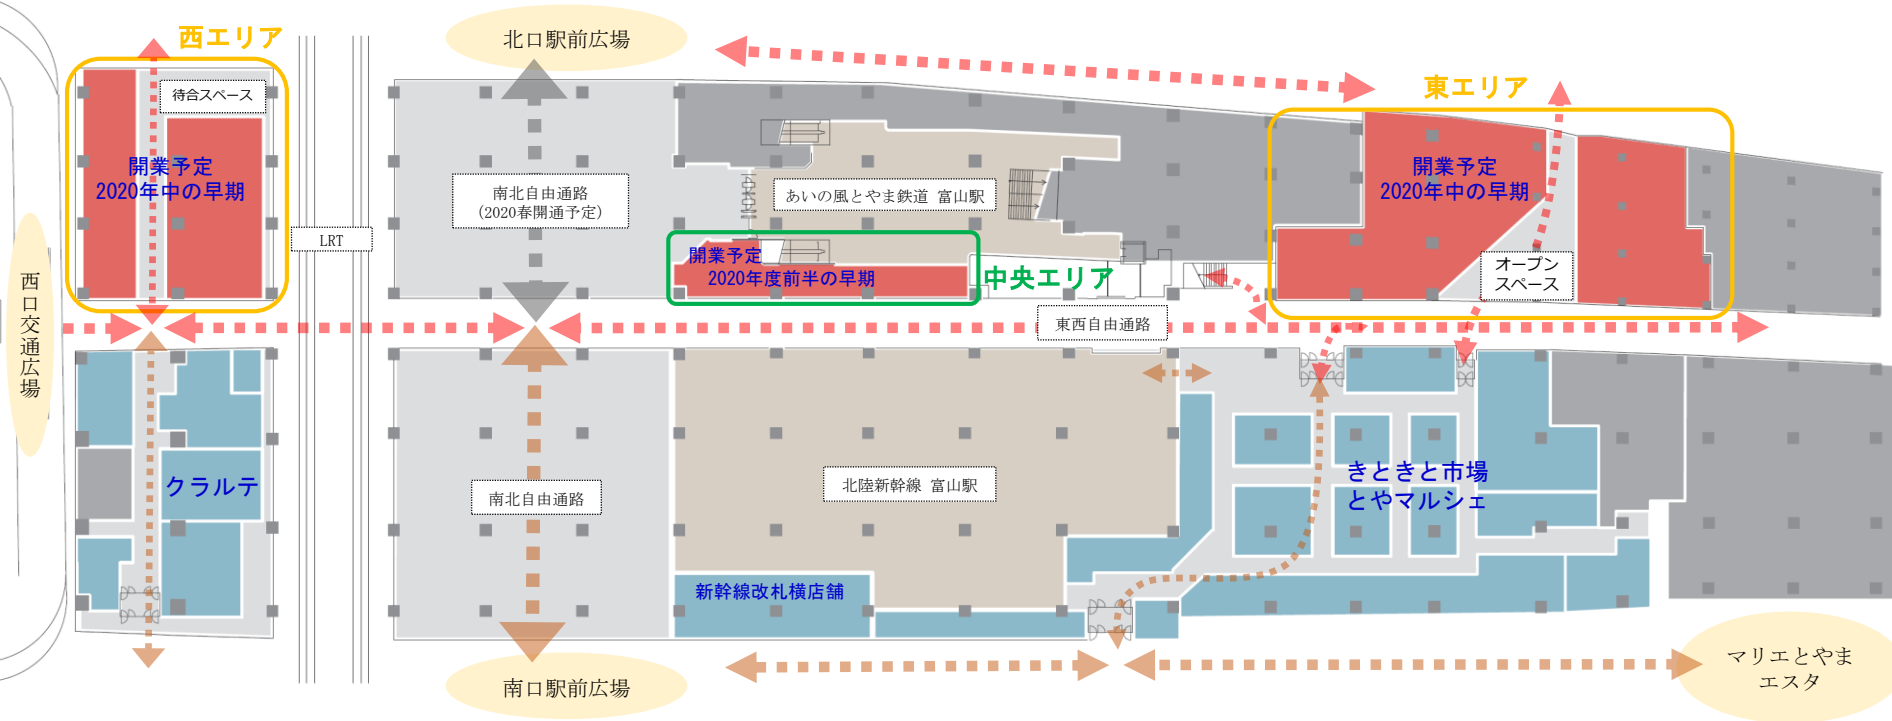 西エリア
北口駅前広場
東エリア
待合スペース
開業予定
2020年中の早期
南北自由通路
(2020春開通予定)
あいの風とやま鉄道 富山駅
開業予定
2020年中の早期
LRT
開業予定
2020年度前半の早期
中央エリア
オープン
スペース
西口交通広場
東西自由通路
クラルテ
南北自由通路
北陸新幹線 富山駅
きときと市場
とやマルシェ
新幹線改札横店舗
南口駅前広場
マリエとやま
エスタ